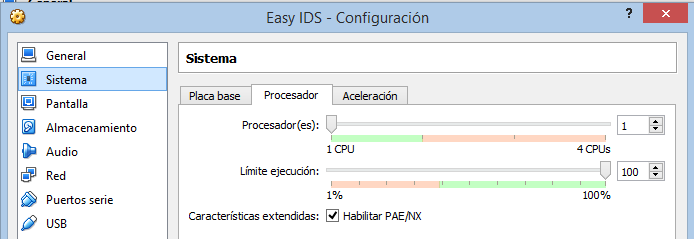 Easy IDS - Configuración
?
General
Sistema
Pantalla
Almacenamiento
Audio
Red
Puertos serie
USB
Sistema
Placa base Procesador Aceleración
Procesador(es): 1
1 CPU 4 CPUs
Límite ejecución: 100
1% 100%
Características extendidas: Habilitar PAE/NX